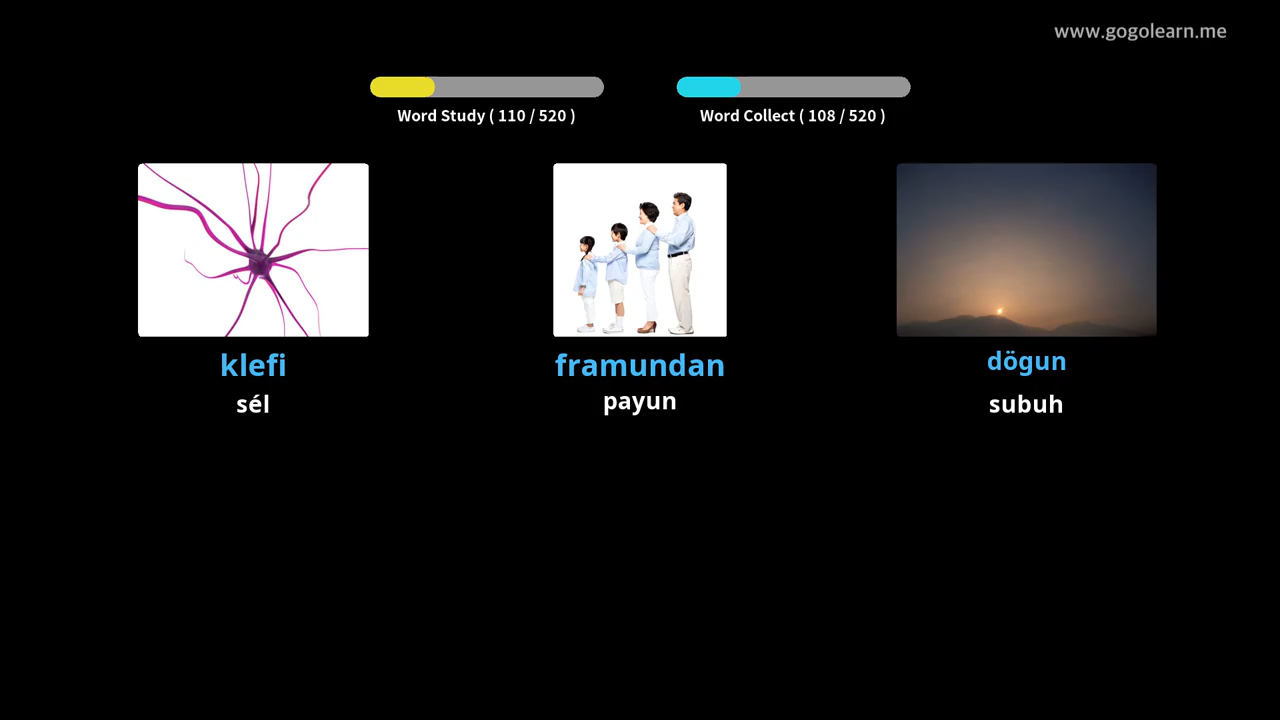 www.gogolearn.me
Word Study ( 110 / 520 )
Word Collect ( 108 / 520 )
klefi
framundan
dögun
sél
payun
subuh